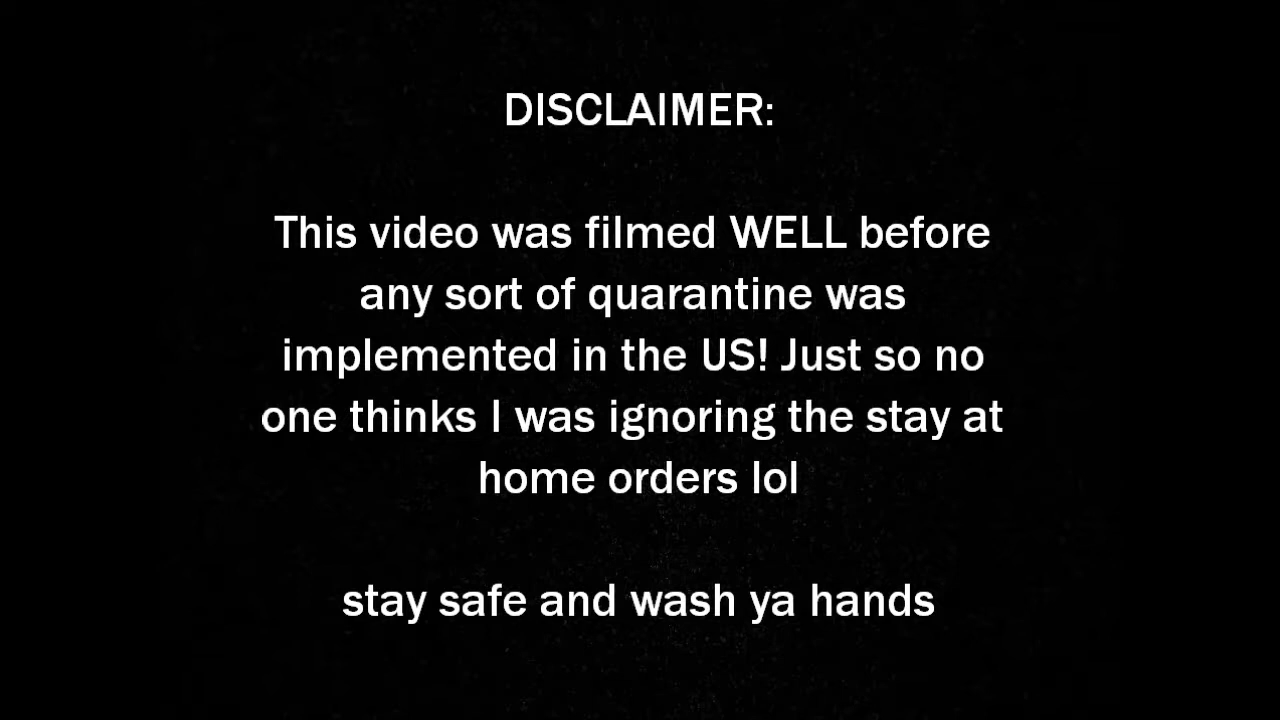 DISCLAIMER:
This video was filmed WELL before
any sort of quarantine was
implemented in the US! Just so no
one thinks I was ignoring the stay at
home orders lol
stay safe and wash ya hands